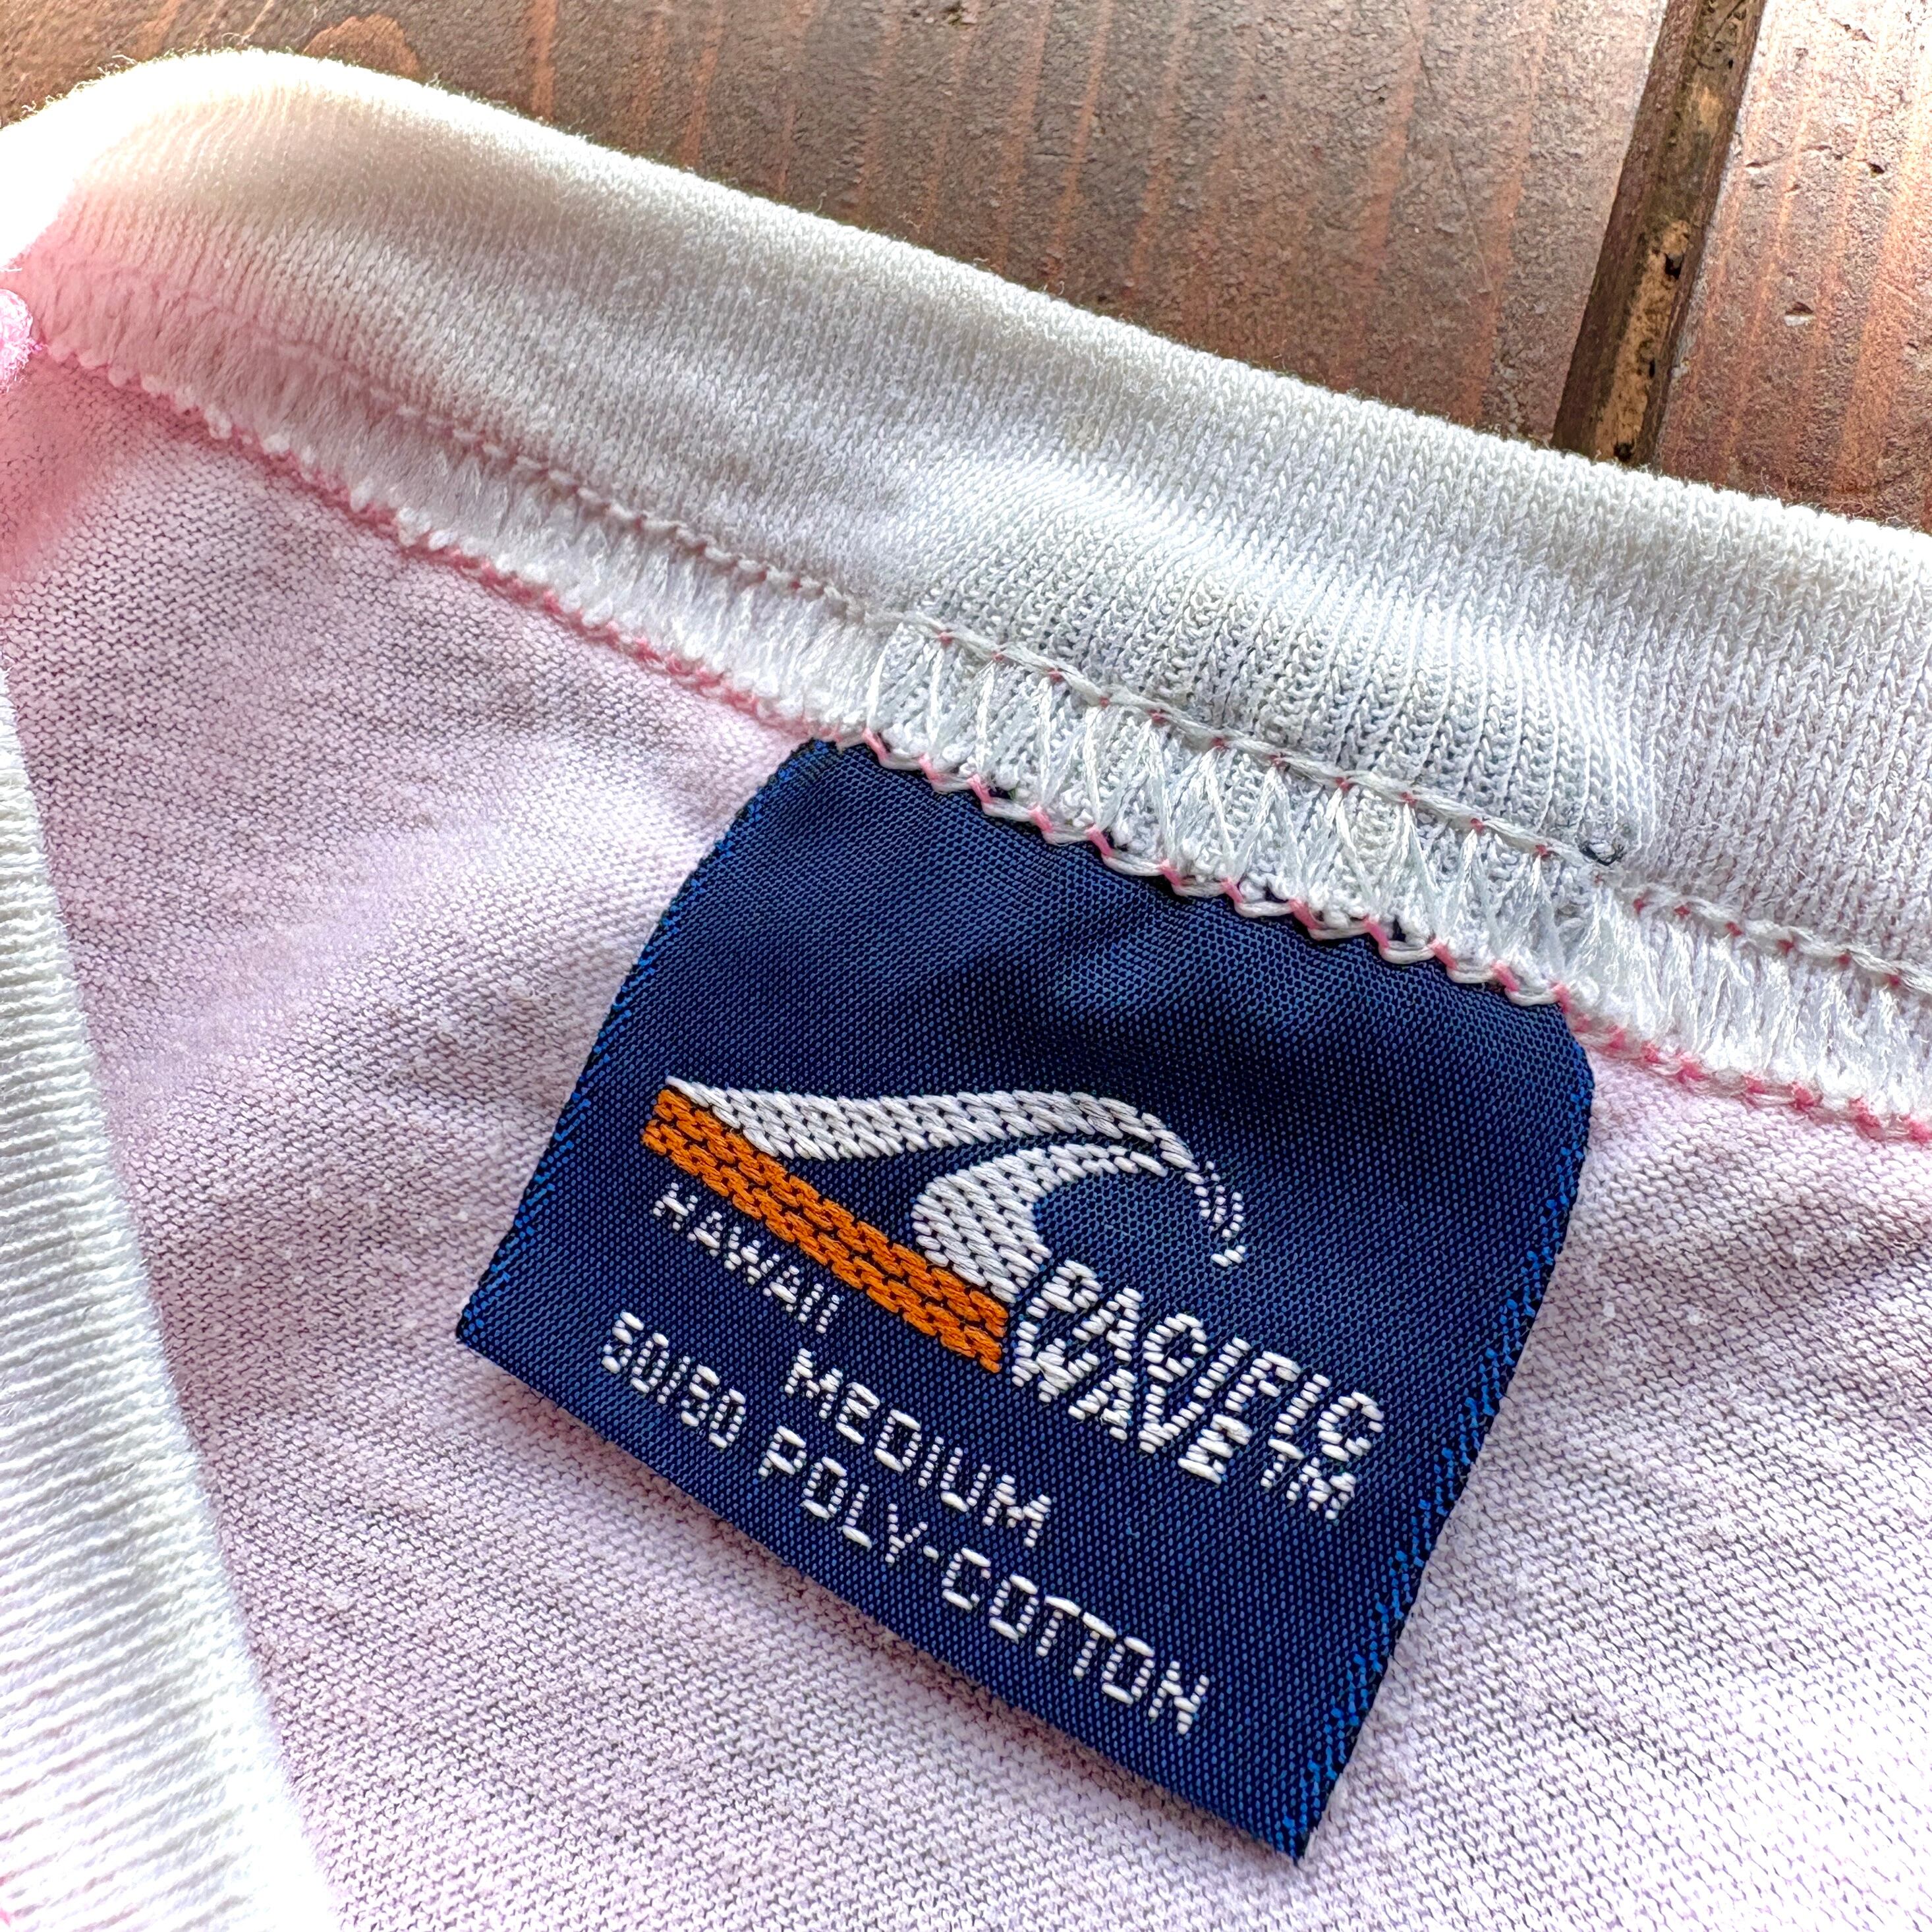 HAWAII
PACIFIC
WAVE TM
MEDIUM
50/50 POLY-COTTON